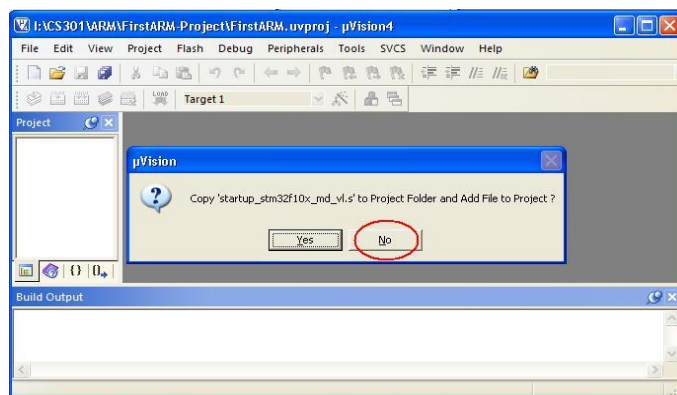 I:\CS301\ARM\FirstARM-Project\FirstARM.uvproj - µVision4
File Edit View Project Flash Debug Peripherals Tools SVCS Window Help
LOAD
Target 1
Project
µVision
Copy 'startup_stm32f10x_md_vl.s' to Project Folder and Add File to Project ?
Yes No
Build Output